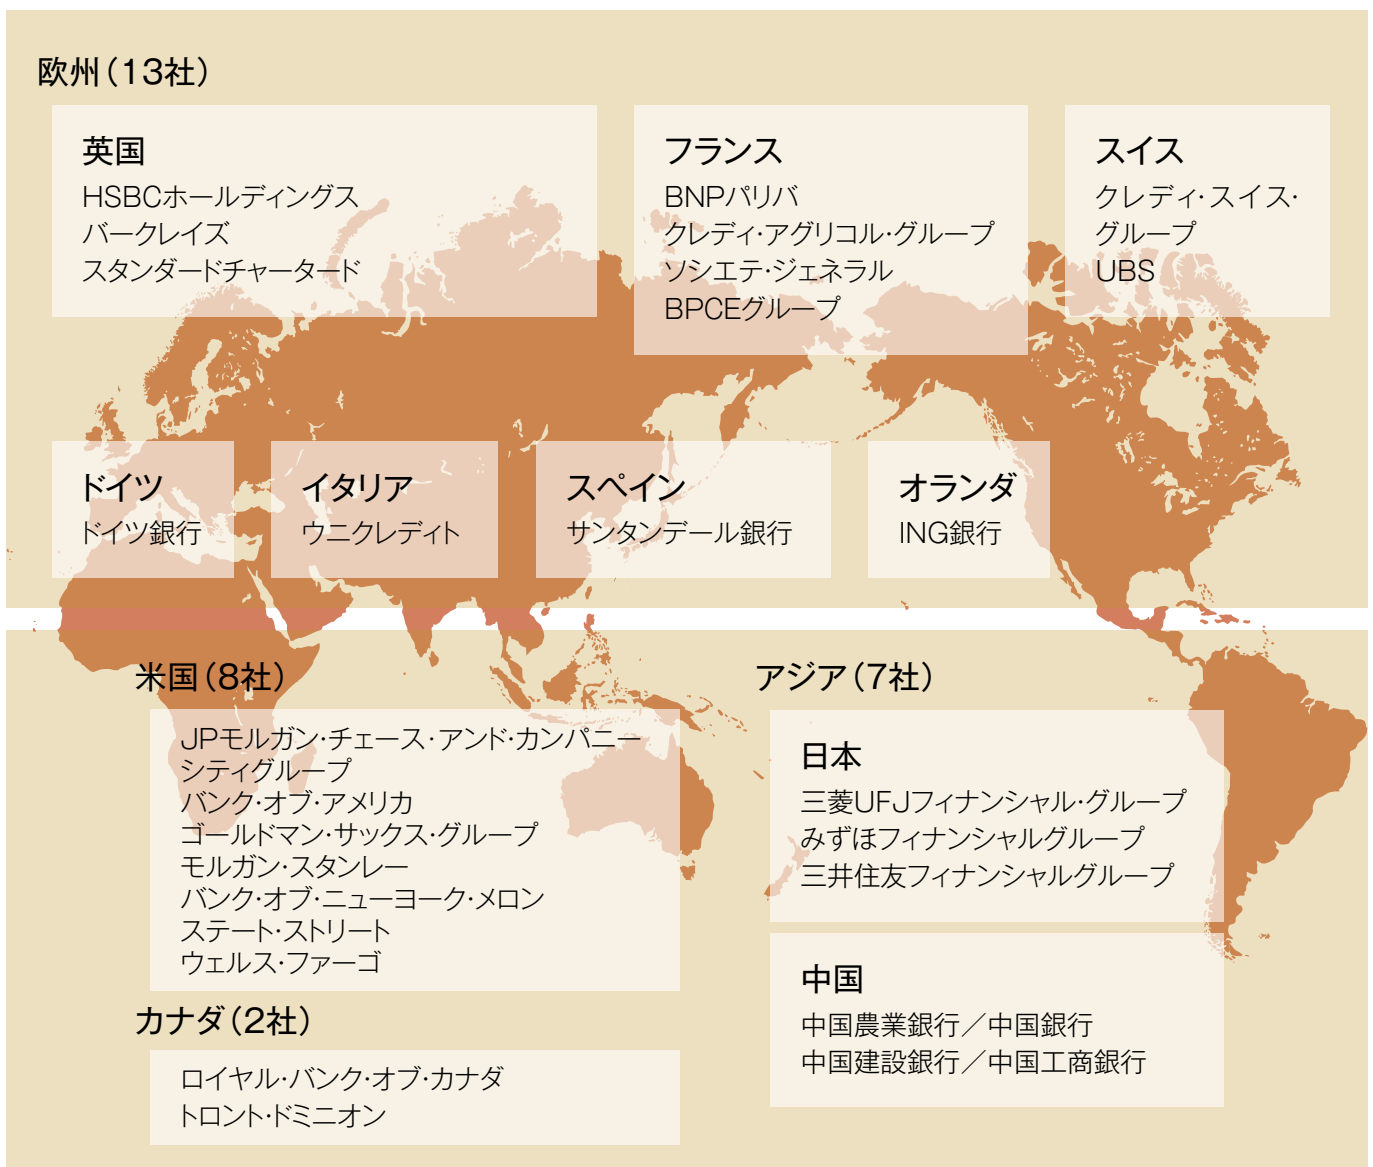 欧州（13社）
英国
HSBCホールディングス
バークレイズ
スタンダードチャータード
フランス
BNPパリバ
クレディ・アグリコル・グループ
ソシエテ・ジェネラル
BPCEグループ
スイス
クレディ・スイス・
グループ
UBS
ドイツ
ドイツ銀行
イタリア
ウニクレディト
スペイン
サンタンデール銀行
オランダ
ING銀行
米国（8社）
JPモルガン・チェース・アンド・カンパニー
シティグループ
バンク・オブ・アメリカ
ゴールドマン・サックス・グループ
モルガン・スタンレー
バンク・オブ・ニューヨーク・メロン
ステート・ストリート
ウェルス・ファーゴ
カナダ（2社）
ロイヤル・バンク・オブ・カナダ
トロント・ドミニオン
アジア（7社）
日本
三菱UFJフィナンシャル・グループ
みずほフィナンシャルグループ
三井住友フィナンシャルグループ
中国
中国農業銀行／中国銀行
中国建設銀行／中国工商銀行